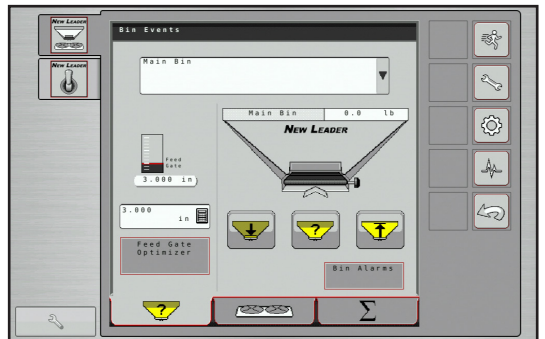 NEW LEADER
NEW LEADER
Bin Events
Main Bin
Main Bin 0.0 lb
NEW LEADER
Feed
Gate
3.000 in
3.000
in
?
Feed Gate
Optimizer
Bin Alarms
?
Σ